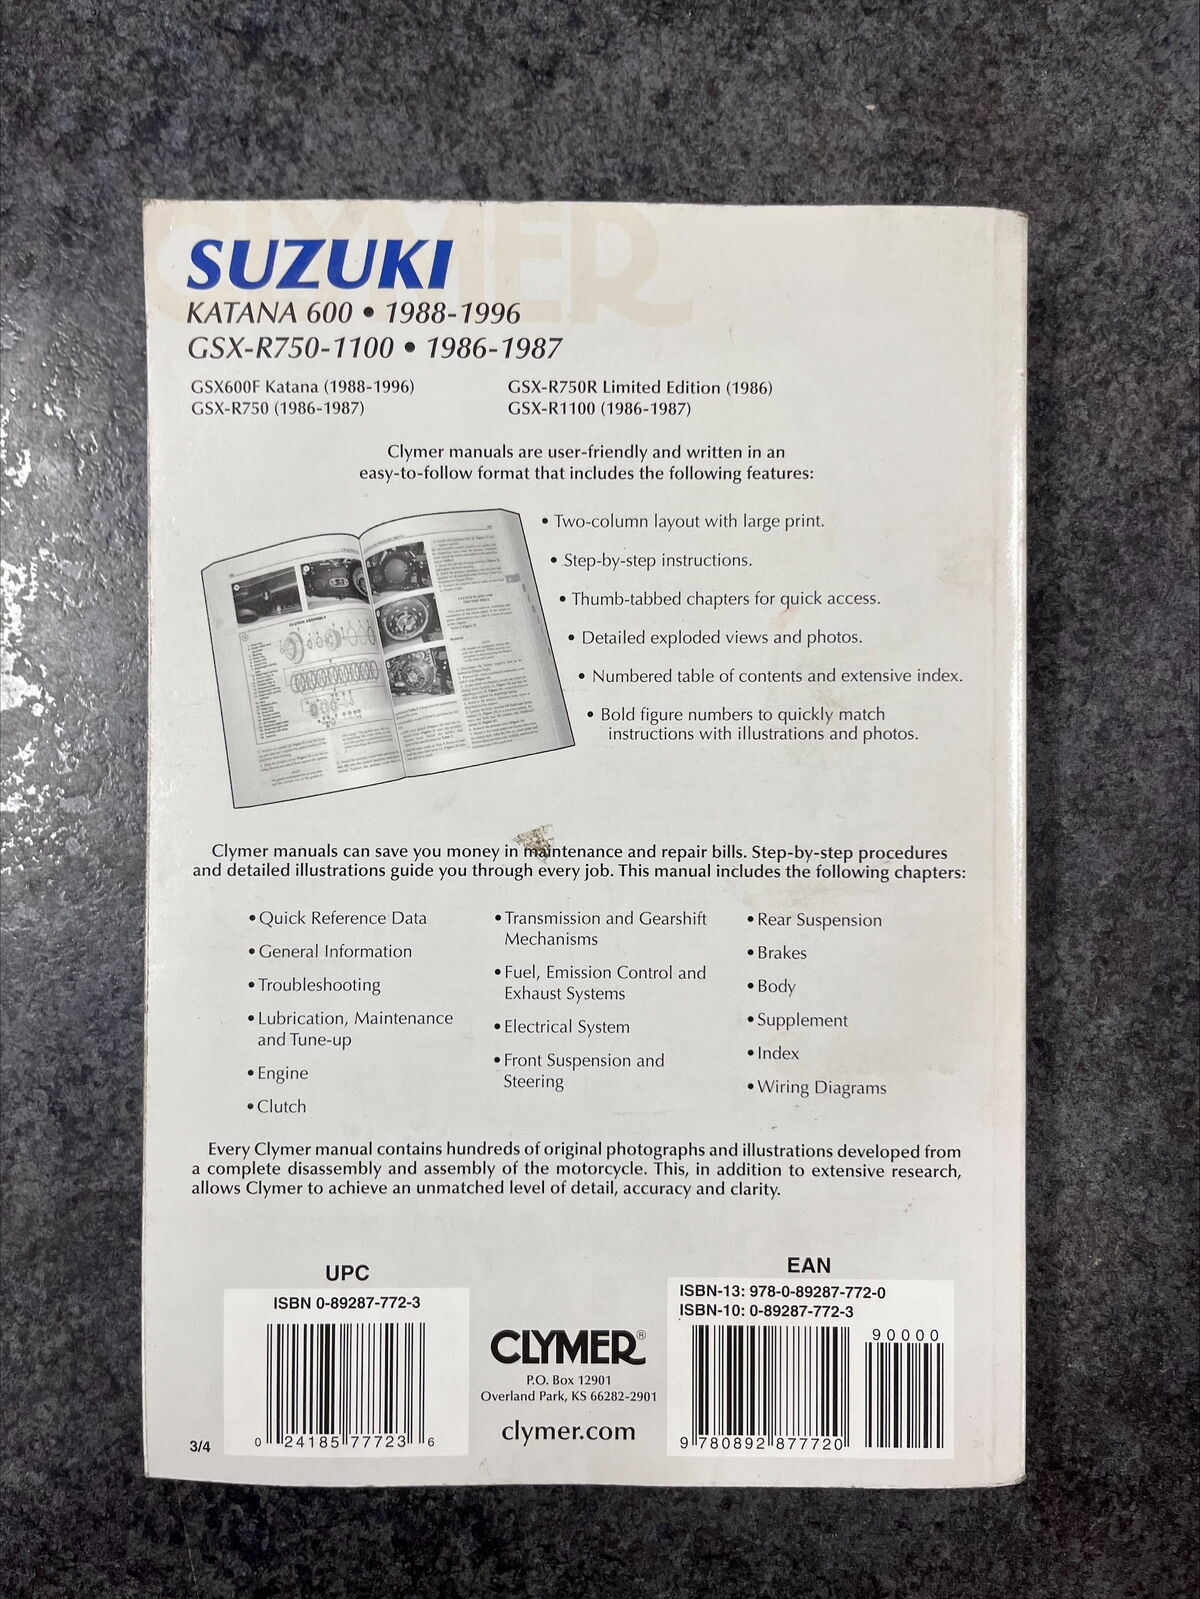 CLYMER
SUZUKI
KATANA 600 • 1988-1996
GSX-R750-1100 • 1986-1987
GSX600F Katana (1988-1996)
GSX-R750 (1986-1987)
GSX-R750R Limited Edition (1986)
GSX-R1100 (1986-1987)
Clymer manuals are user-friendly and written in an
easy-to-follow format that includes the following features:
• Two-column layout with large print.
• Step-by-step instructions.
• Thumb-tabbed chapters for quick access.
• Detailed exploded views and photos.
• Numbered table of contents and extensive index.
• Bold figure numbers to quickly match
instructions with illustrations and photos.
CLUTCH ASSEMBLY
Clymer manuals can save you money in maintenance and repair bills. Step-by-step procedures
and detailed illustrations guide you through every job. This manual includes the following chapters:
• Quick Reference Data
• General Information
• Troubleshooting
• Lubrication, Maintenance
and Tune-up
• Engine
• Clutch
• Transmission and Gearshift
Mechanisms
• Fuel, Emission Control and
Exhaust Systems
• Electrical System
• Front Suspension and
Steering
• Rear Suspension
• Brakes
• Body
• Supplement
• Index
• Wiring Diagrams
Every Clymer manual contains hundreds of original photographs and illustrations developed from
a complete disassembly and assembly of the motorcycle. This, in addition to extensive research,
allows Clymer to achieve an unmatched level of detail, accuracy and clarity.
UPC
ISBN 0-89287-772-3
0 24185 77723 6
3/4
CLYMER®
P.O. Box 12901
Overland Park, KS 66282-2901
clymer.com
EAN
ISBN-13: 978-0-89287-772-0
ISBN-10: 0-89287-772-3
90000
9 780892 877720